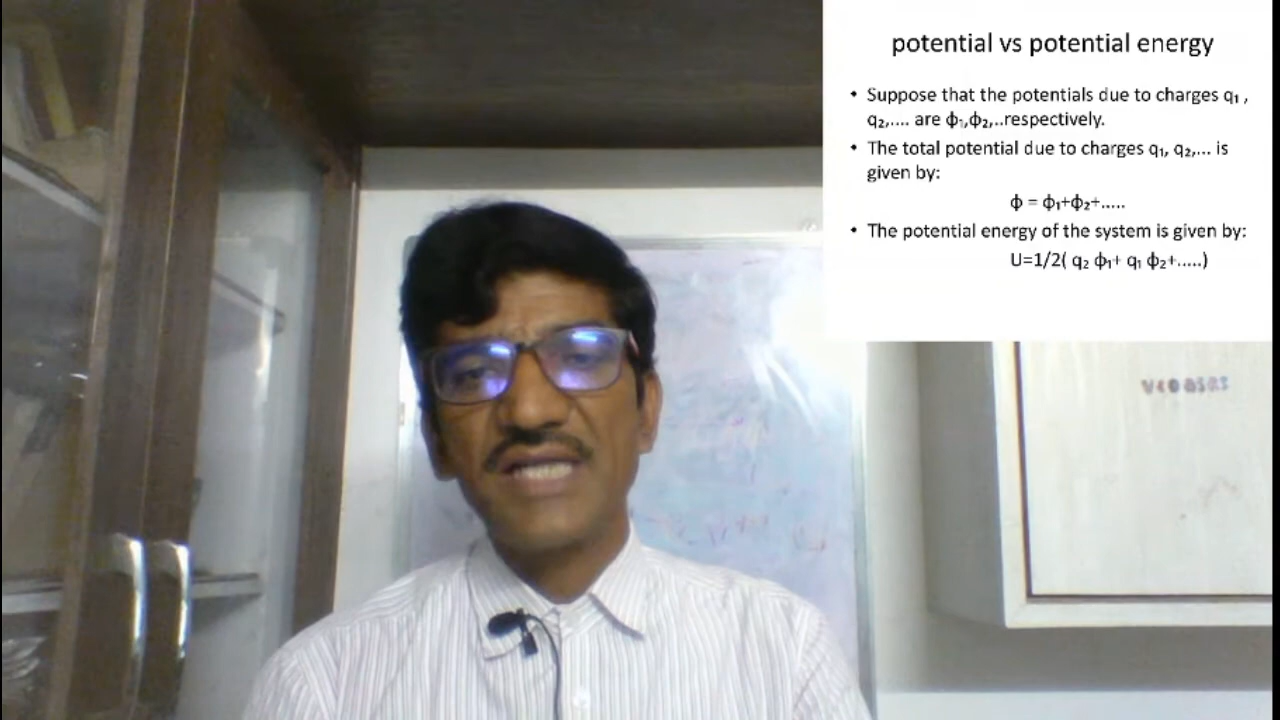 potential vs potential energy
• Suppose that the potentials due to charges q₁ ,
q₂,.... are ϕ₁,ϕ₂,..respectively.
• The total potential due to charges q₁, q₂,... is
given by:
ϕ = ϕ₁+ϕ₂+.....
• The potential energy of the system is given by:
U=1/2( q₂ ϕ₁+ q₁ ϕ₂+.....)